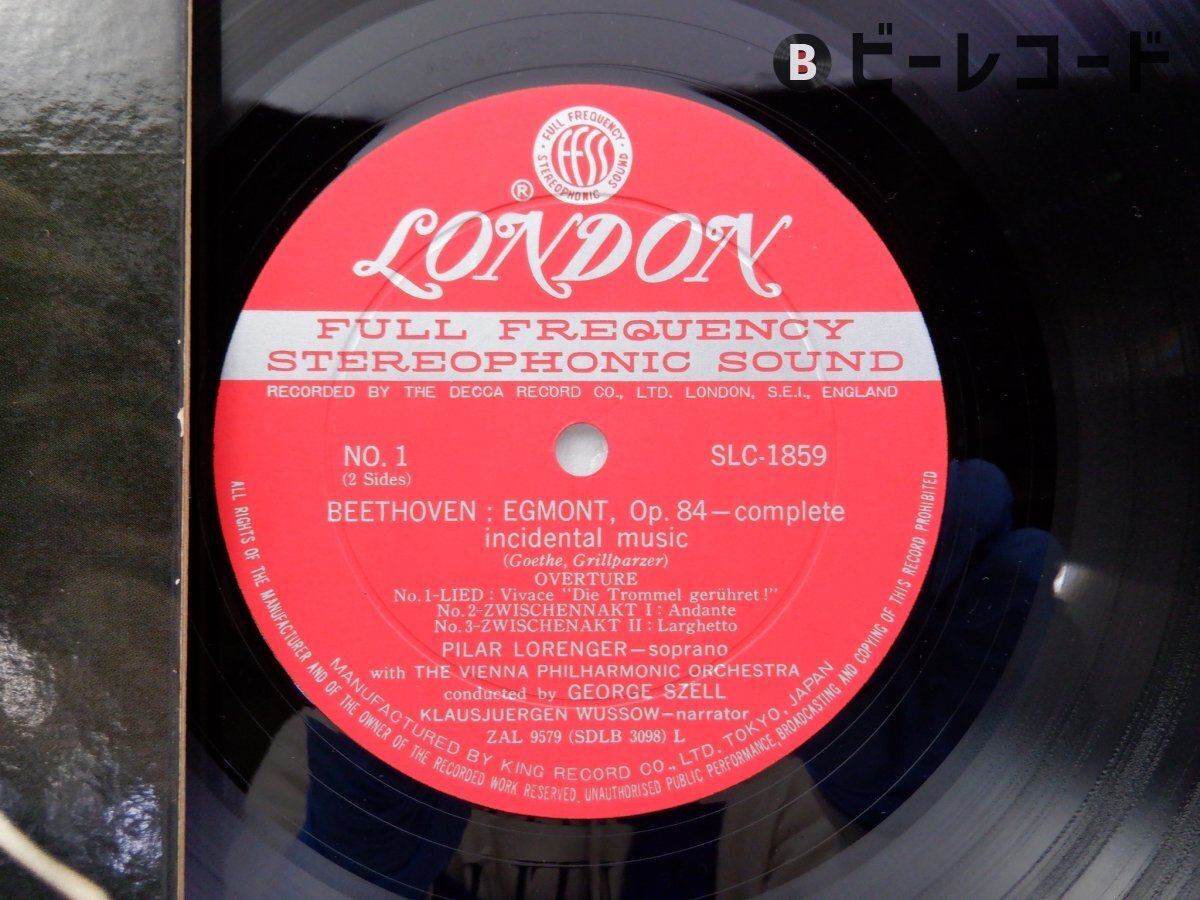 B ビーレコード
FULL FREQUENCY
FFSS
STEREOPHONIC SOUND
®
LONDON
FULL FREQUENCY
STEREOPHONIC SOUND
RECORDED BY THE DECCA RECORD CO., LTD. LONDON, S.E.I., ENGLAND
NO. 1
SLC-1859
(2 Sides)
BEETHOVEN : EGMONT, Op. 84—complete
incidental music
(Goethe, Grillparzer)
OVERTURE
No. 1-LIED : Vivace "Die Trommel gerühret !"
No. 2-ZWISCHENNAKT I : Andante
No. 3-ZWISCHENAKT II : Larghetto
PILAR LORENGER—soprano
with THE VIENNA PHILHARMONIC ORCHESTRA
conducted by GEORGE SZELL
KLAUSJUERGEN WUSSOW—narrator
ZAL 9579 (SDLB 3098) L
MANUFACTURED BY KING RECORD CO., LTD. TOKYO, JAPAN
ALL RIGHTS OF THE MANUFACTURER AND OF THE OWNER OF THE RECORDED WORK RESERVED. UNAUTHORISED PUBLIC PERFORMANCE, BROADCASTING AND COPYING OF THIS RECORD PROHIBITED